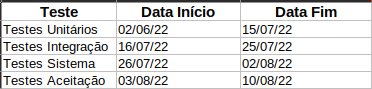 Teste Data Início Data Fim
Testes Unitários 02/06/22 15/07/22
Testes Integração 16/07/22 25/07/22
Testes Sistema 26/07/22 02/08/22
Testes Aceitação 03/08/22 10/08/22